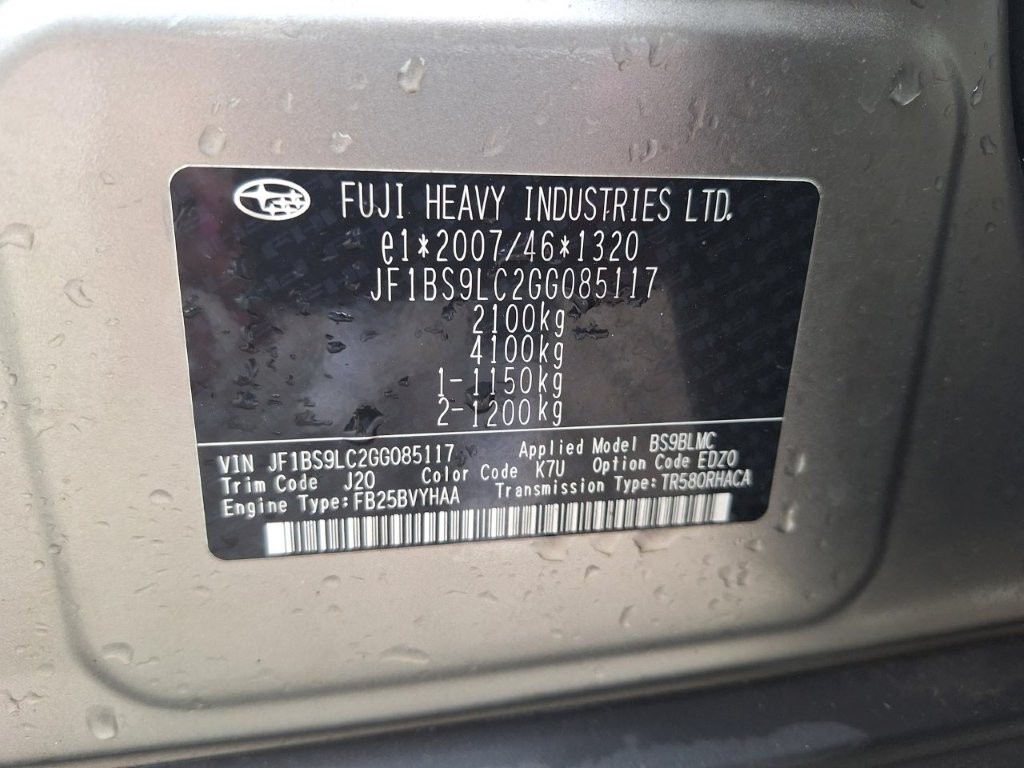 FUJI HEAVY INDUSTRIES LTD.
e1*2007/46*1320
JF1BS9LC2GG085117
2100kg
4100kg
1-1150kg
2-1200kg
VIN JF1BS9LC2GG085117 Applied Model BS9BLMC
Trim Code J20 Color Code K7U Option Code EDZO
Engine Type:FB25BVYHAA Transmission Type:TR580RHACA